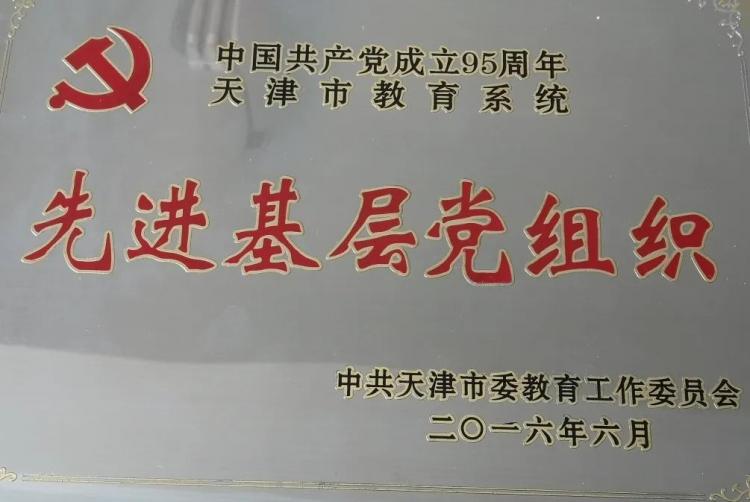 中国共产党成立95周年
天津市教育系统
先进基层党组织
中共天津市委教育工作委员会
二〇一六年六月